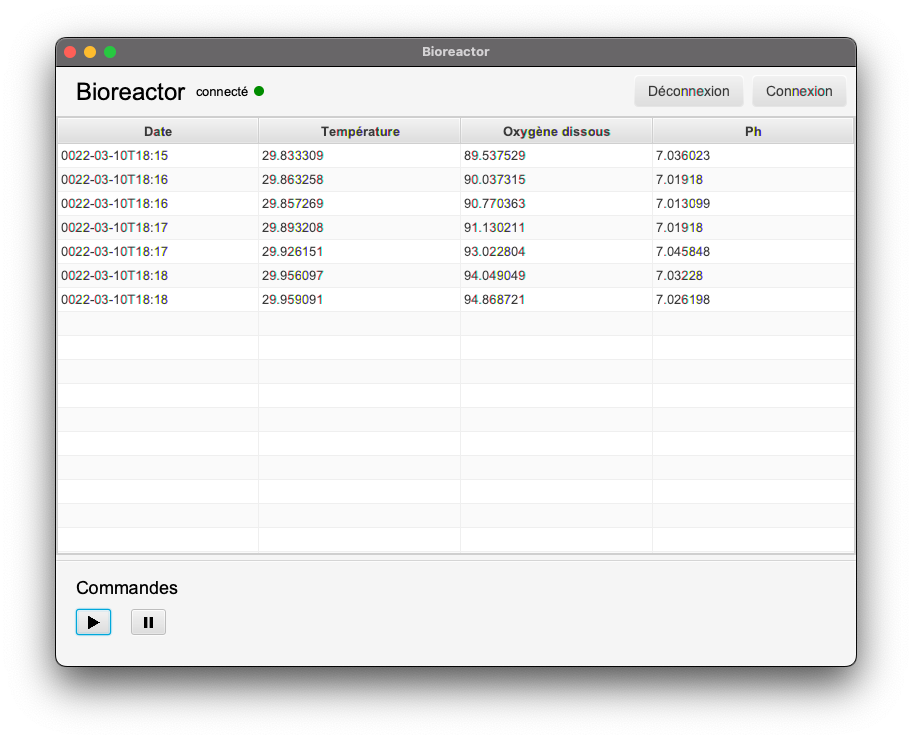 Bioreactor
Bioreactor connecté Déconnexion Connexion
Date Température Oxygène dissous Ph
0022-03-10T18:15 29.833309 89.537529 7.036023
0022-03-10T18:16 29.863258 90.037315 7.01918
0022-03-10T18:16 29.857269 90.770363 7.013099
0022-03-10T18:17 29.893208 91.130211 7.01918
0022-03-10T18:17 29.926151 93.022804 7.045848
0022-03-10T18:18 29.956097 94.049049 7.03228
0022-03-10T18:18 29.959091 94.868721 7.026198
Commandes